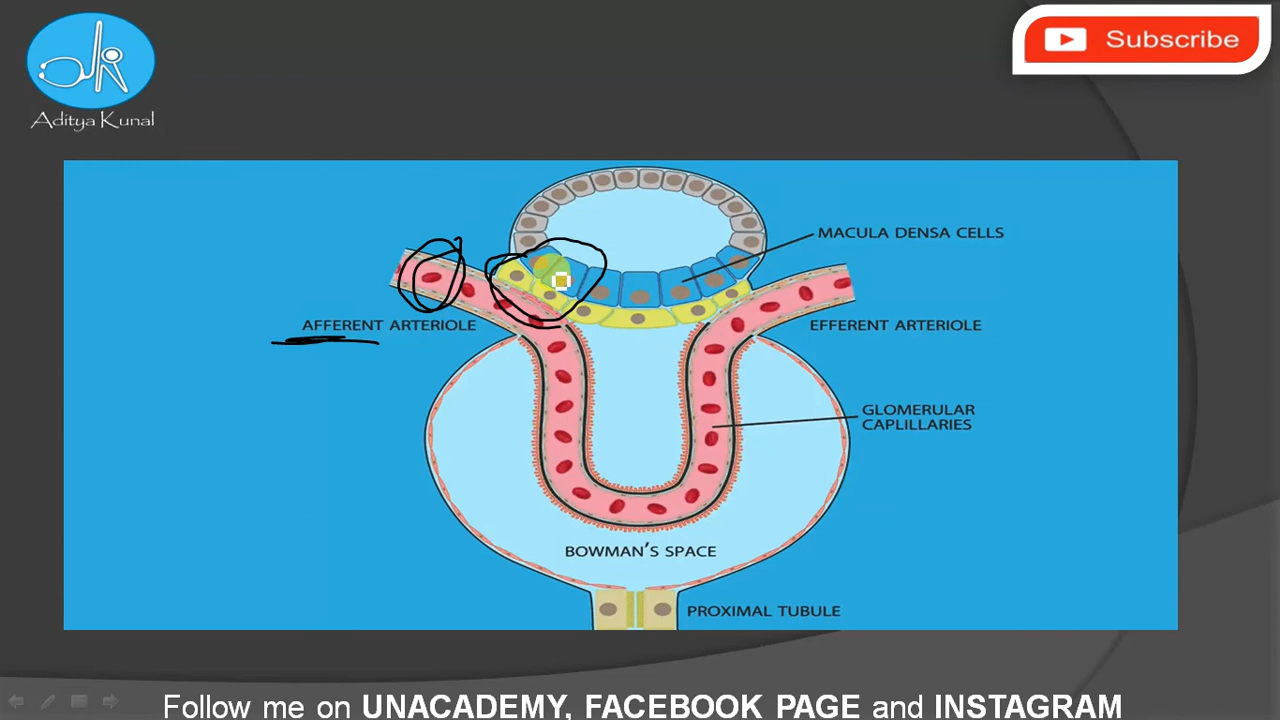 Subscribe
Aditya Kunal
MACULA DENSA CELLS
AFFERENT ARTERIOLE
EFFERENT ARTERIOLE
GLOMERULAR
CAPLILLARIES
BOWMAN'S SPACE
PROXIMAL TUBULE
Follow me on UNACADEMY, FACEBOOK PAGE and INSTAGRAM